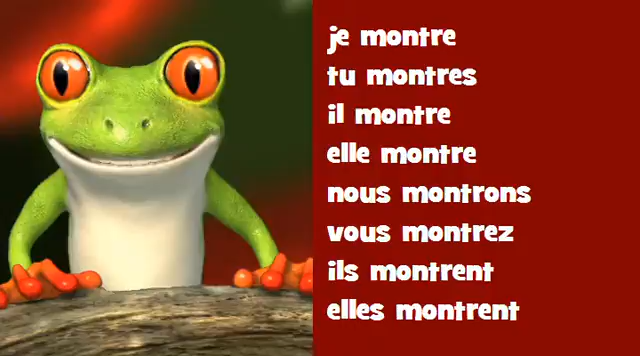 je montre
tu montres
il montre
elle montre
nous montrons
vous montrez
ils montrent
elles montrent